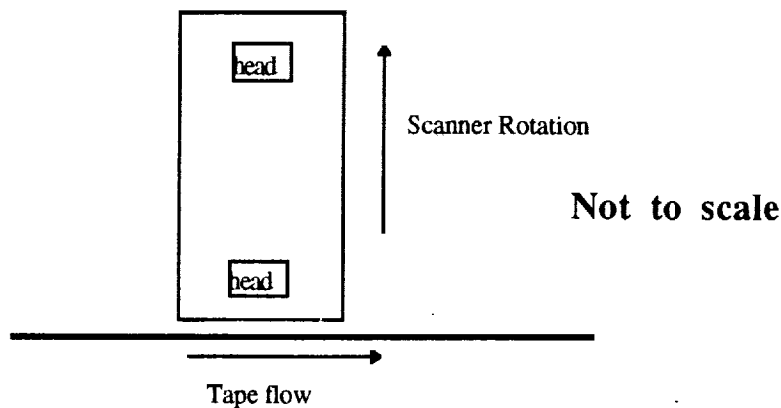 head
Scanner Rotation
Not to scale
head
Tape flow